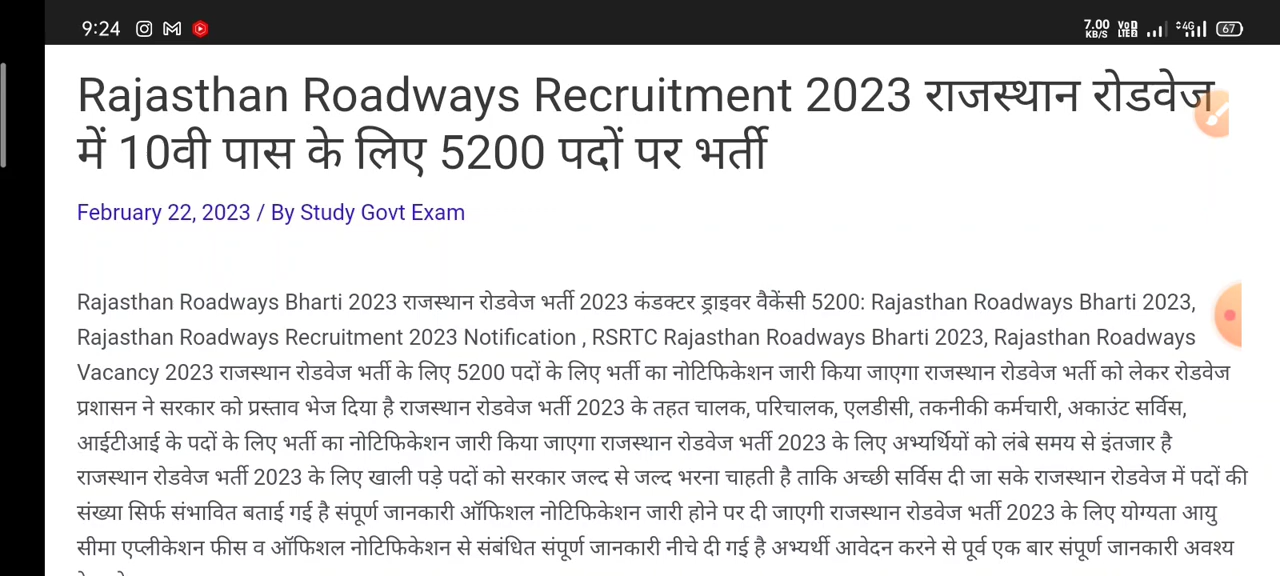 9:24 7.00 KB/S VoD LTE2 4G 67
Rajasthan Roadways Recruitment 2023 राजस्थान रोडवेज
में 10वी पास के लिए 5200 पदों पर भर्ती
February 22, 2023 / By Study Govt Exam
Rajasthan Roadways Bharti 2023 राजस्थान रोडवेज भर्ती 2023 कंडक्टर ड्राइवर वैकेंसी 5200: Rajasthan Roadways Bharti 2023,
Rajasthan Roadways Recruitment 2023 Notification , RSRTC Rajasthan Roadways Bharti 2023, Rajasthan Roadways
Vacancy 2023 राजस्थान रोडवेज भर्ती के लिए 5200 पदों के लिए भर्ती का नोटिफिकेशन जारी किया जाएगा राजस्थान रोडवेज भर्ती को लेकर रोडवेज
प्रशासन ने सरकार को प्रस्ताव भेज दिया है राजस्थान रोडवेज भर्ती 2023 के तहत चालक, परिचालक, एलडीसी, तकनीकी कर्मचारी, अकाउंट सर्विस,
आईटीआई के पदों के लिए भर्ती का नोटिफिकेशन जारी किया जाएगा राजस्थान रोडवेज भर्ती 2023 के लिए अभ्यर्थियों को लंबे समय से इंतजार है
राजस्थान रोडवेज भर्ती 2023 के लिए खाली पड़े पदों को सरकार जल्द से जल्द भरना चाहती है ताकि अच्छी सर्विस दी जा सके राजस्थान रोडवेज में पदों की
संख्या सिर्फ संभावित बताई गई है संपूर्ण जानकारी ऑफिशल नोटिफिकेशन जारी होने पर दी जाएगी राजस्थान रोडवेज भर्ती 2023 के लिए योग्यता आयु
सीमा एप्लीकेशन फीस व ऑफिशल नोटिफिकेशन से संबंधित संपूर्ण जानकारी नीचे दी गई है अभ्यर्थी आवेदन करने से पूर्व एक बार संपूर्ण जानकारी अवश्य